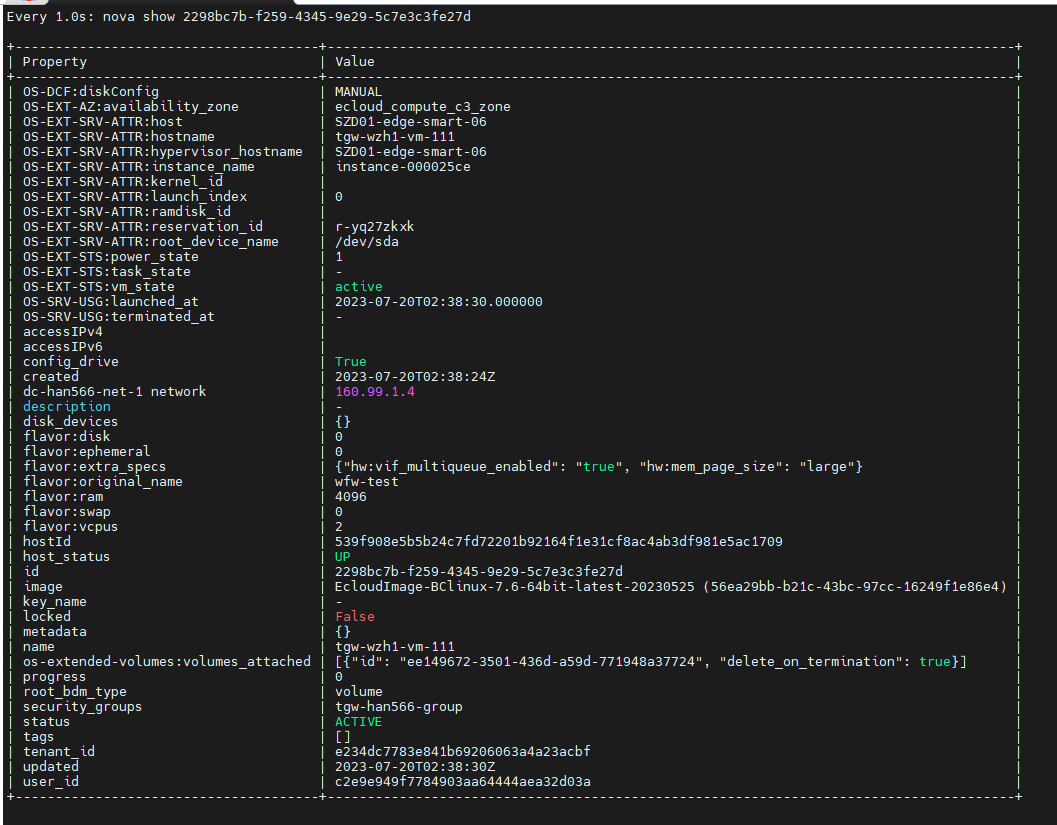 Every 1.0s: nova show 2298bc7b-f259-4345-9e29-5c7e3c3fe27d
+--------------------------------------+--------------------------------------------------------------------------------------+
| Property | Value |
+--------------------------------------+--------------------------------------------------------------------------------------+
| OS-DCF:diskConfig | MANUAL |
| OS-EXT-AZ:availability_zone | ecloud_compute_c3_zone |
| OS-EXT-SRV-ATTR:host | SZD01-edge-smart-06 |
| OS-EXT-SRV-ATTR:hostname | tgw-wzh1-vm-111 |
| OS-EXT-SRV-ATTR:hypervisor_hostname | SZD01-edge-smart-06 |
| OS-EXT-SRV-ATTR:instance_name | instance-000025ce |
| OS-EXT-SRV-ATTR:kernel_id | |
| OS-EXT-SRV-ATTR:launch_index | 0 |
| OS-EXT-SRV-ATTR:ramdisk_id | |
| OS-EXT-SRV-ATTR:reservation_id | r-yq27zkxk |
| OS-EXT-SRV-ATTR:root_device_name | /dev/sda |
| OS-EXT-STS:power_state | 1 |
| OS-EXT-STS:task_state | - |
| OS-EXT-STS:vm_state | active |
| OS-SRV-USG:launched_at | 2023-07-20T02:38:30.000000 |
| OS-SRV-USG:terminated_at | - |
| accessIPv4 | |
| accessIPv6 | |
| config_drive | True |
| created | 2023-07-20T02:38:24Z |
| dc-han566-net-1 network | 160.99.1.4 |
| description | - |
| disk_devices | {} |
| flavor:disk | 0 |
| flavor:ephemeral | 0 |
| flavor:extra_specs | {"hw:vif_multiqueue_enabled": "true", "hw:mem_page_size": "large"} |
| flavor:original_name | wfw-test |
| flavor:ram | 4096 |
| flavor:swap | 0 |
| flavor:vcpus | 2 |
| hostId | 539f908e5b5b24c7fd72201b92164f1e31cf8ac4ab3df981e5ac1709 |
| host_status | UP |
| id | 2298bc7b-f259-4345-9e29-5c7e3c3fe27d |
| image | EcloudImage-BClinux-7.6-64bit-latest-20230525 (56ea29bb-b21c-43bc-97cc-16249f1e86e4) |
| key_name | - |
| locked | False |
| metadata | {} |
| name | tgw-wzh1-vm-111 |
| os-extended-volumes:volumes_attached | [{"id": "ee149672-3501-436d-a59d-771948a37724", "delete_on_termination": true}] |
| progress | 0 |
| root_bdm_type | volume |
| security_groups | tgw-han566-group |
| status | ACTIVE |
| tags | [] |
| tenant_id | e234dc7783e841b69206063a4a23acbf |
| updated | 2023-07-20T02:38:30Z |
| user_id | c2e9e949f7784903aa64444aea32d03a |
+--------------------------------------+--------------------------------------------------------------------------------------+